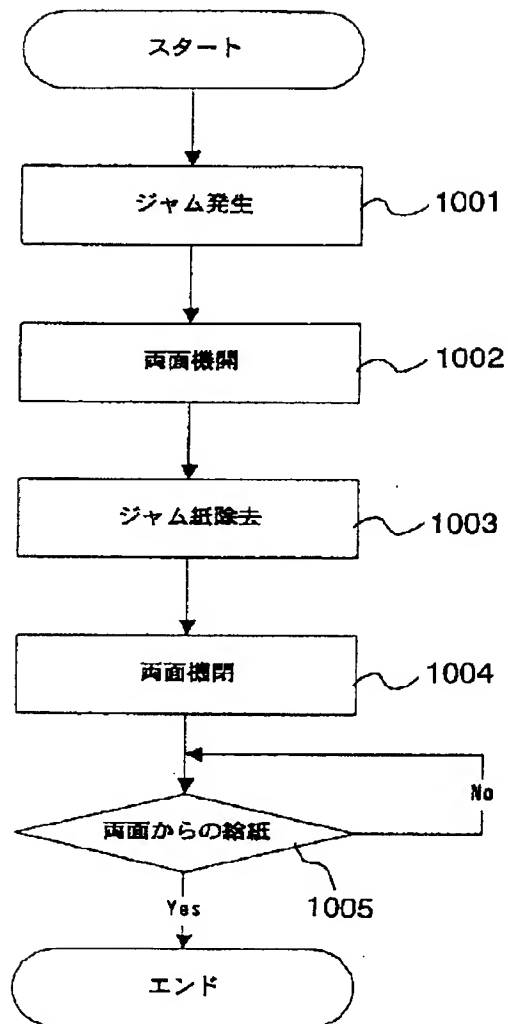 スタート
ジャム発生
1001
両面機開
1002
ジャム紙除去
1003
両面機閉
1004
No
両面からの給紙
1005
Yes
エンド